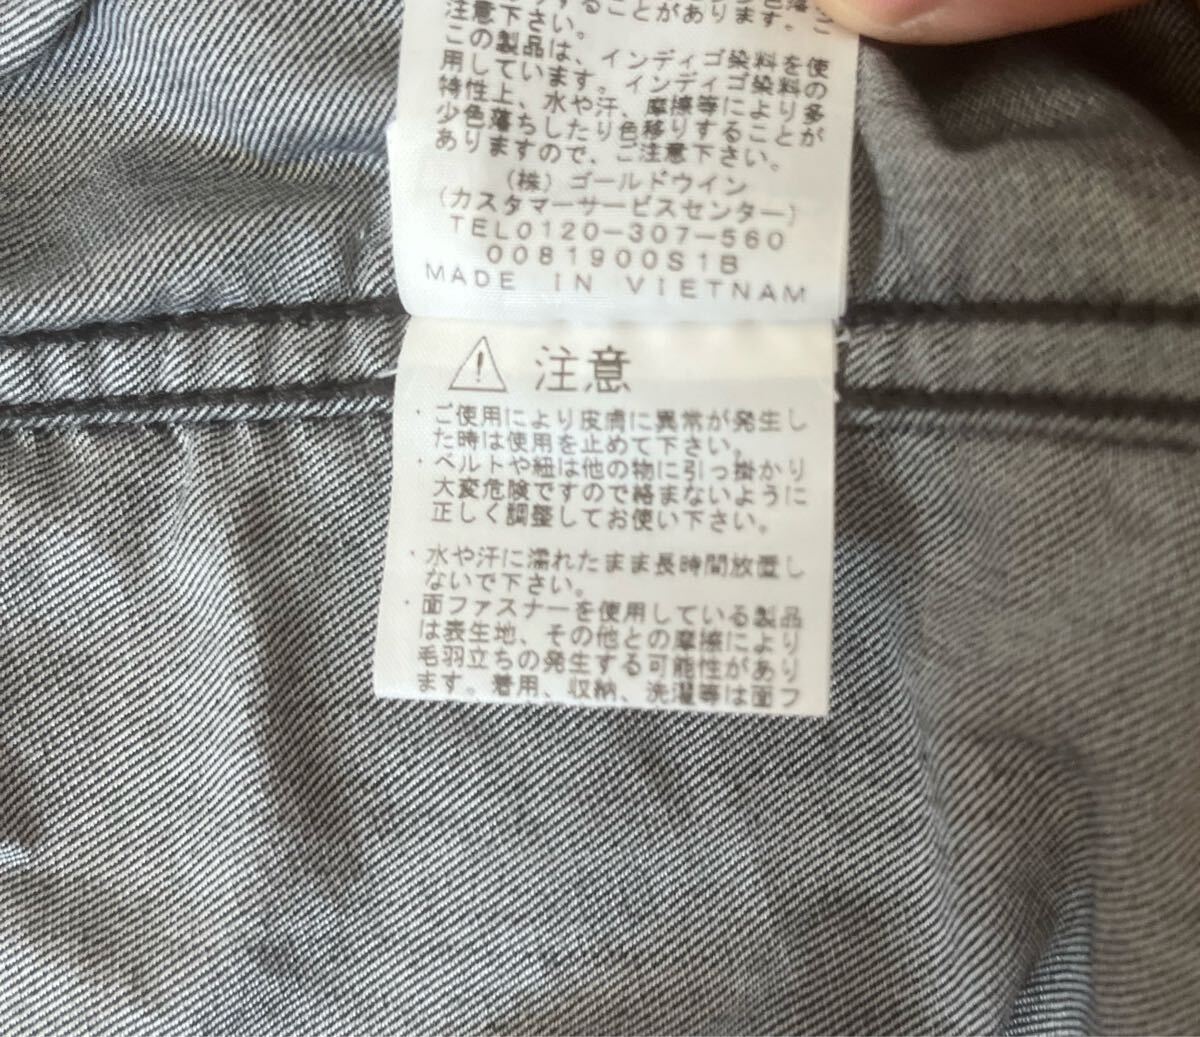 することがあります。こ
注意下さい。
この製品は、インディゴ染料を使
用しています。インディゴ染料の
特性上、水や汗、摩擦等により多
少色落ちしたり色移りすることが
ありますので、ご注意下さい。
(株)ゴールドウイン
(カスタマーサービスセンター)
TEL0120-307-560
0081900S1B
MADE IN VIETNAM
注意
・ご使用により皮膚に異常が発生し
た時は使用を止めて下さい。
・ベルトや紐は他の物に引っ掛かり
大変危険ですので絡まないように
正しく調整してお使い下さい。
・水や汗に濡れたまま長時間放置し
ないで下さい。
・面ファスナーを使用している製品
は表生地、その他との摩擦により
毛羽立ちの発生する可能性があり
ます。着用、収納、洗濯等は面フ